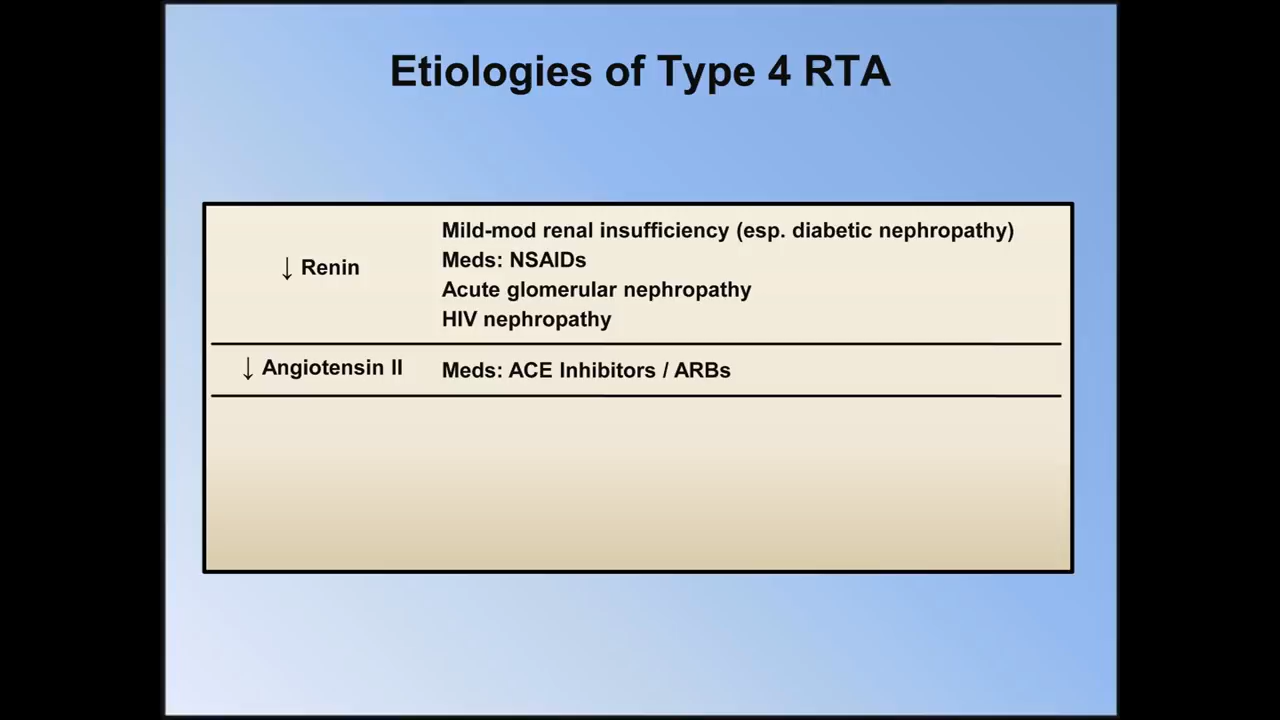 Etiologies of Type 4 RTA
↓ Renin
Mild-mod renal insufficiency (esp. diabetic nephropathy)
Meds: NSAIDs
Acute glomerular nephropathy
HIV nephropathy
↓ Angiotensin II
Meds: ACE Inhibitors / ARBs